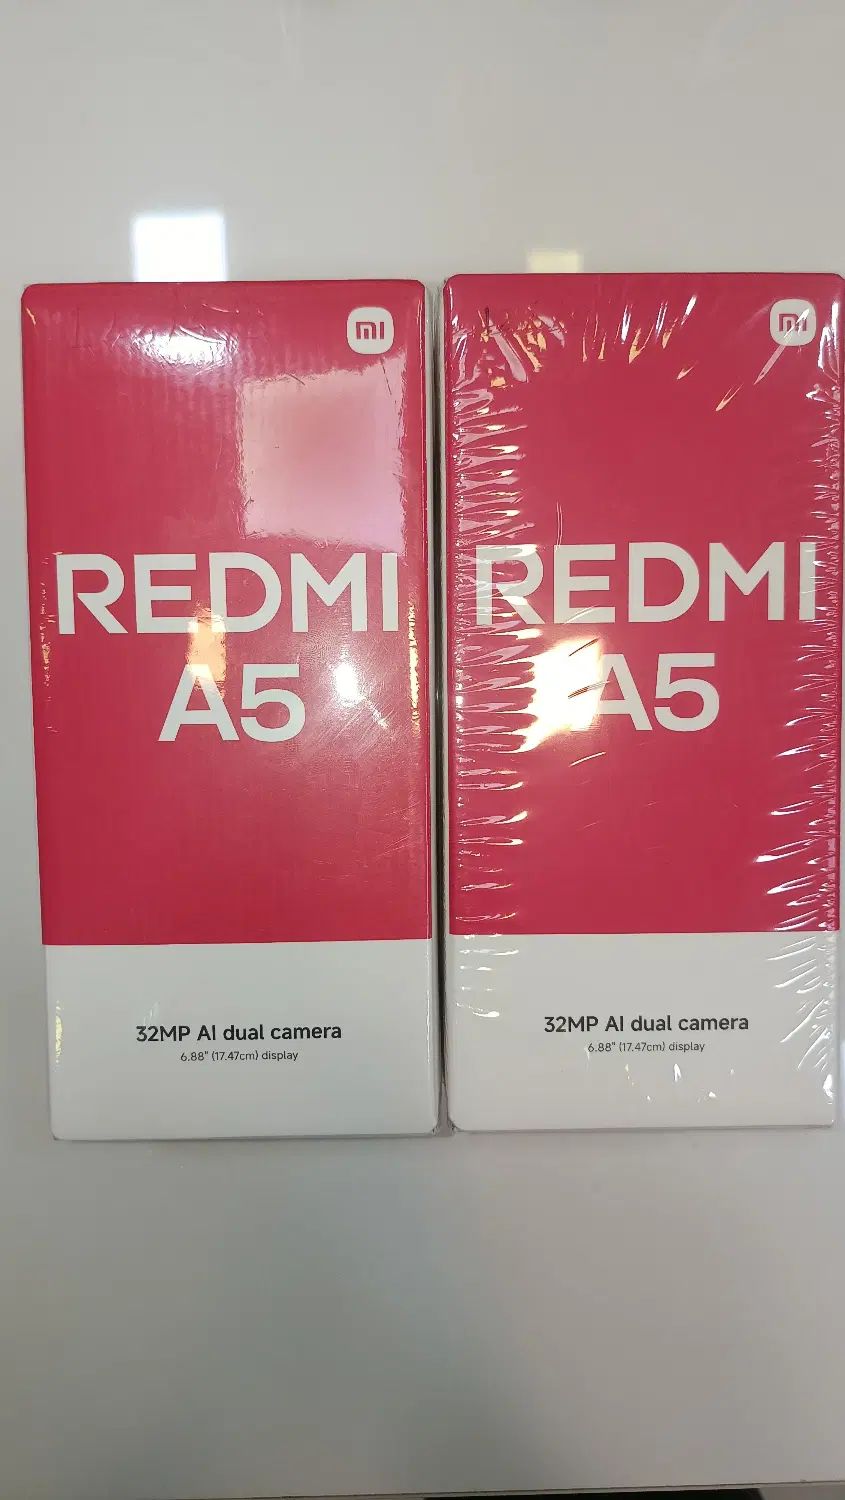 mi
REDMI
A5
32MP AI dual camera
6.88" (17.47cm) display
mi
REDMI
A5
32MP AI dual camera
6.88" (17.47cm) display